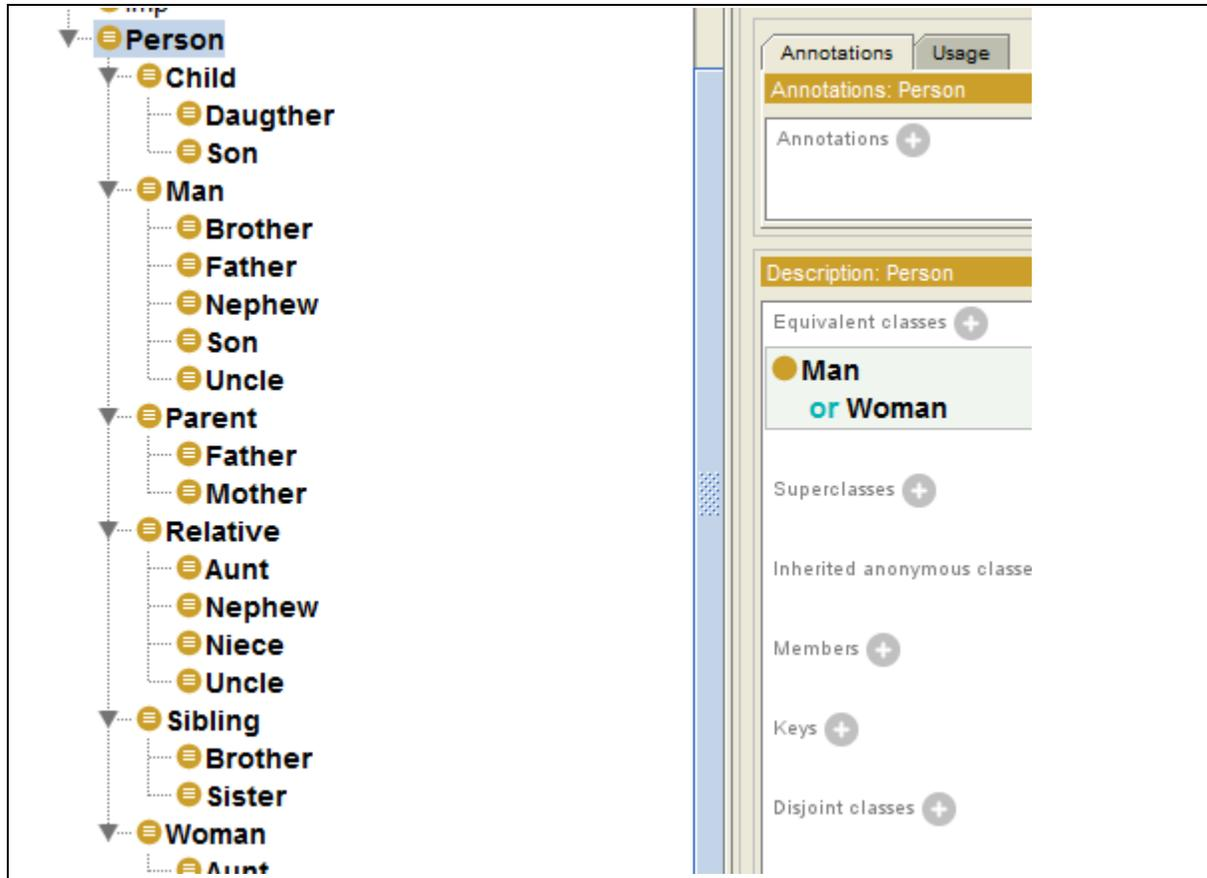 Imp
Person
Child
Daugther
Son
Man
Brother
Father
Nephew
Son
Uncle
Parent
Father
Mother
Relative
Aunt
Nephew
Niece
Uncle
Sibling
Brother
Sister
Woman
Aunt
Annotations Usage
Annotations: Person
Annotations
Description: Person
Equivalent classes
Man
or Woman
Superclasses
Inherited anonymous classe
Members
Keys
Disjoint classes